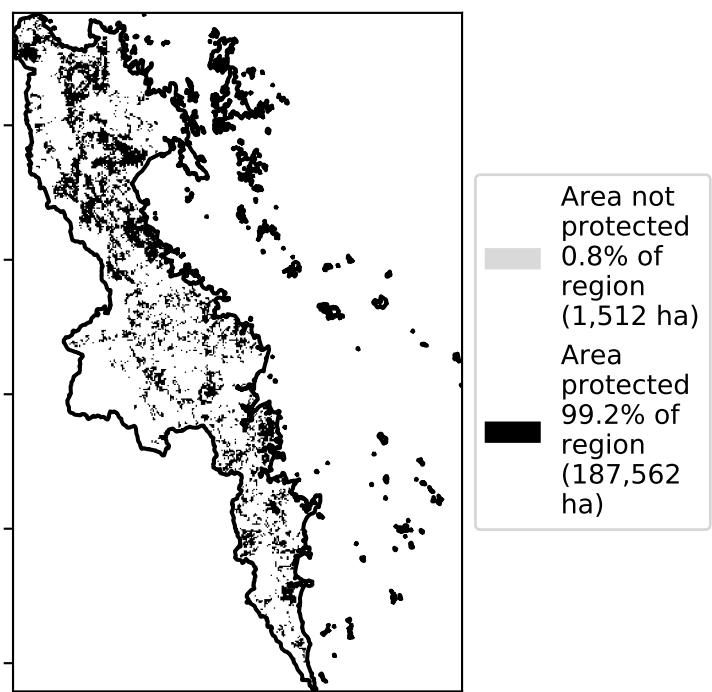 Area not
protected
0.8% of
region
(1,512 ha)
Area
protected
99.2% of
region
(187,562
ha)